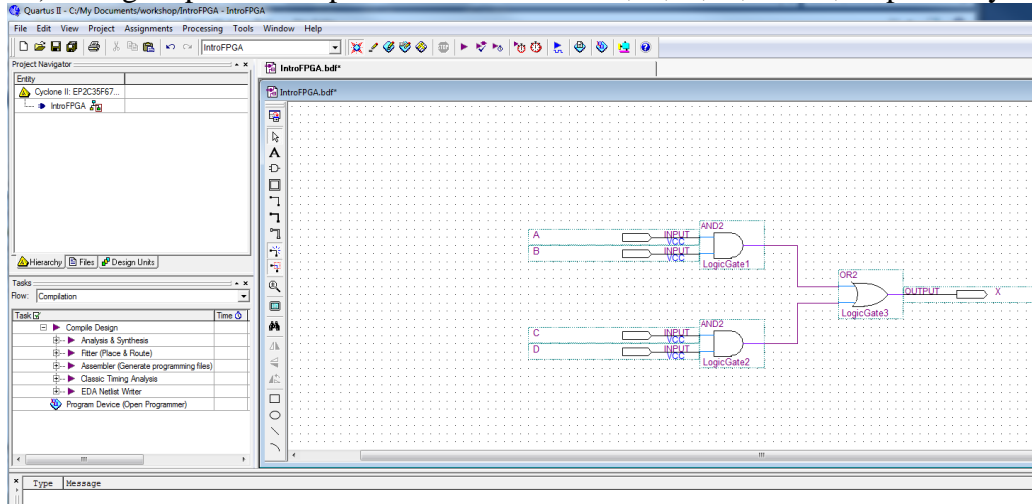 Quartus II - C:/My Documents/workshop/IntroFPGA - IntroFPGA
File Edit View Project Assignments Processing Tools Window Help
IntroFPGA
Project Navigator
Entity
Cyclone II: EP2C35F67...
IntroFPGA
Hierarchy Files Design Units
Tasks
Flow: Compilation
Task Time
Compile Design
Analysis & Synthesis
Fitter (Place & Route)
Assembler (Generate programming files)
Classic Timing Analysis
EDA Netlist Writer
Program Device (Open Programmer)
IntroFPGA.bdf*
IntroFPGA.bdf*
A
AND2
A INPUT
VCC
B INPUT
VCC
LogicGate1
OR2
OUTPUT X
LogicGate3
AND2
C INPUT
VCC
D INPUT
VCC
LogicGate2
Type Message